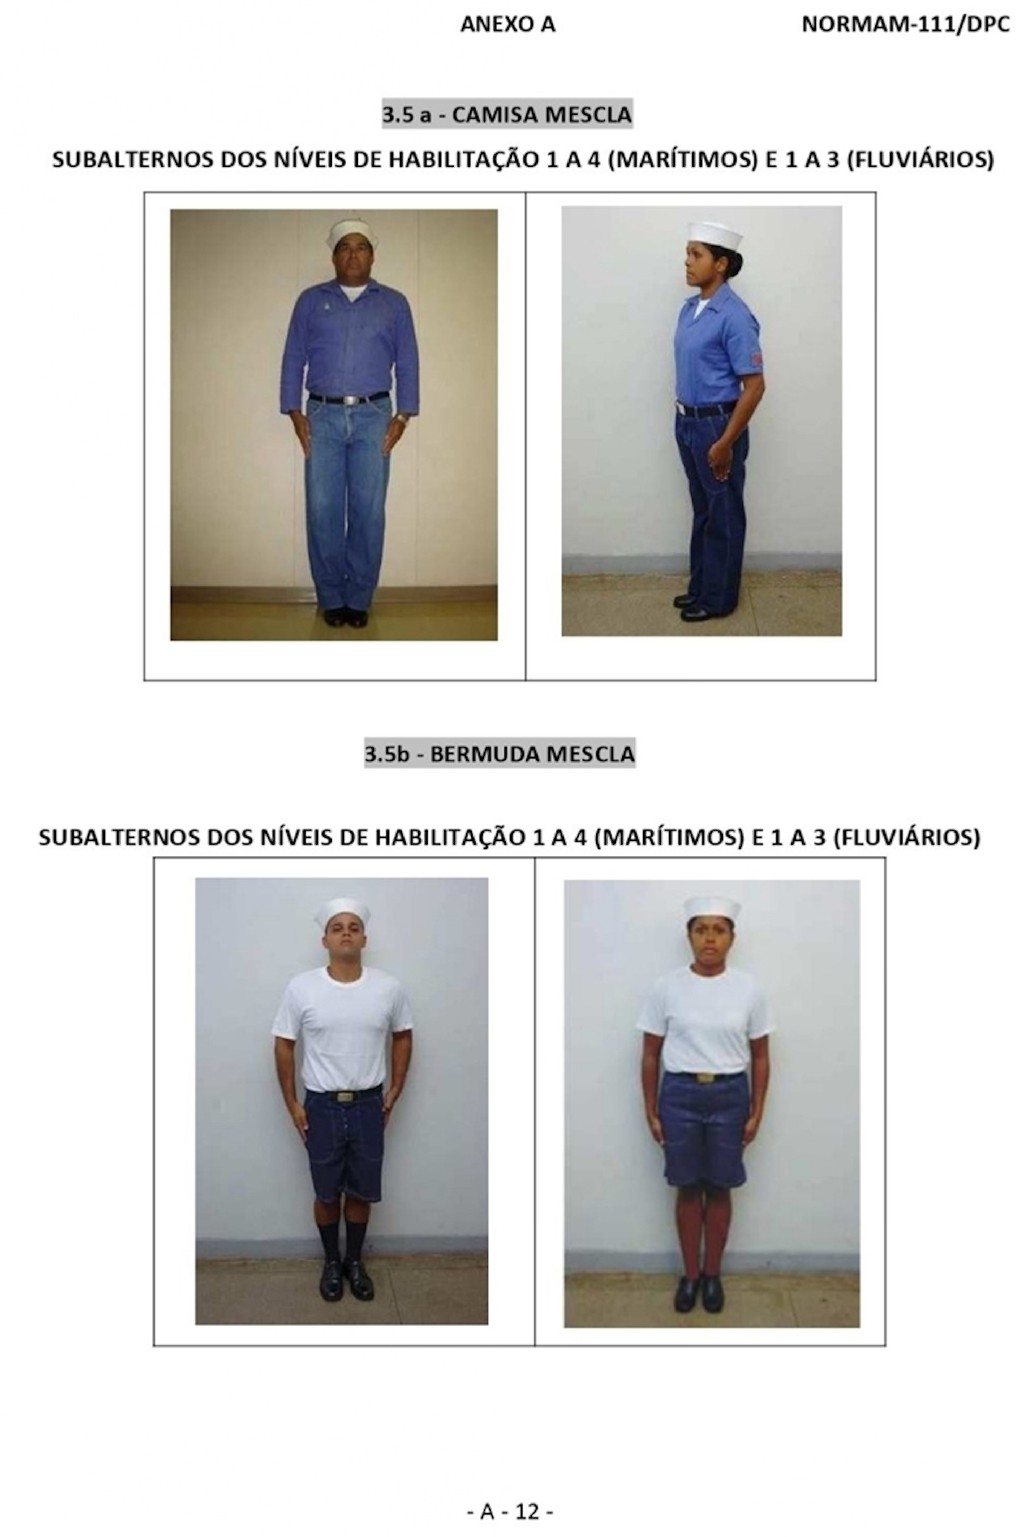 ANEXO A NORMAM-111/DPC
3.5 a - CAMISA MESCLA
SUBALTERNOS DOS NÍVEIS DE HABILITAÇÃO 1 A 4 (MARÍTIMOS) E 1 A 3 (FLUVIÁRIOS)
3.5b - BERMUDA MESCLA
SUBALTERNOS DOS NÍVEIS DE HABILITAÇÃO 1 A 4 (MARÍTIMOS) E 1 A 3 (FLUVIÁRIOS)
- A - 12 -